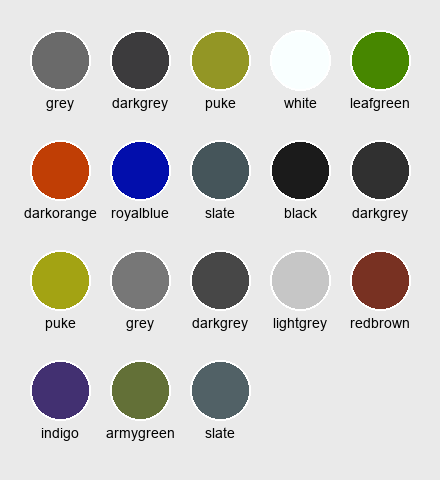 grey darkgrey puke white leafgreen
darkorange royalblue slate black darkgrey
puke grey darkgrey lightgrey redbrown
indigo armygreen slate